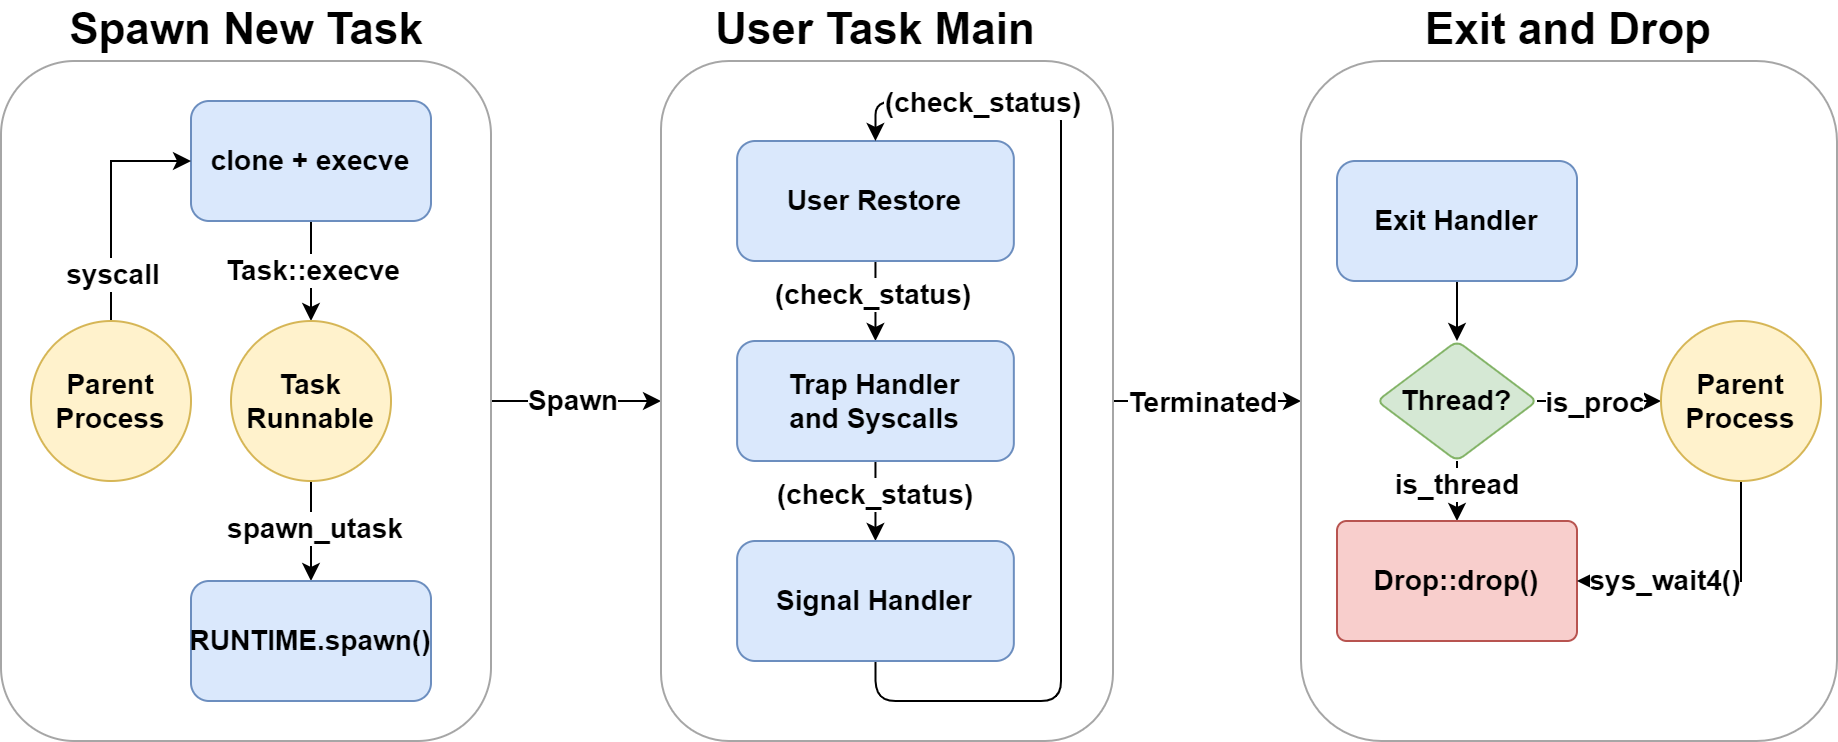 Spawn New Task
clone + execve
syscall
Task::execve
Parent
Process
Task
Runnable
spawn_utask
RUNTIME.spawn()
Spawn
User Task Main
(check_status)
User Restore
(check_status)
Trap Handler
and Syscalls
(check_status)
Signal Handler
Terminated
Exit and Drop
Exit Handler
Thread?
is_proc
Parent
Process
is_thread
Drop::drop()
sys_wait4()